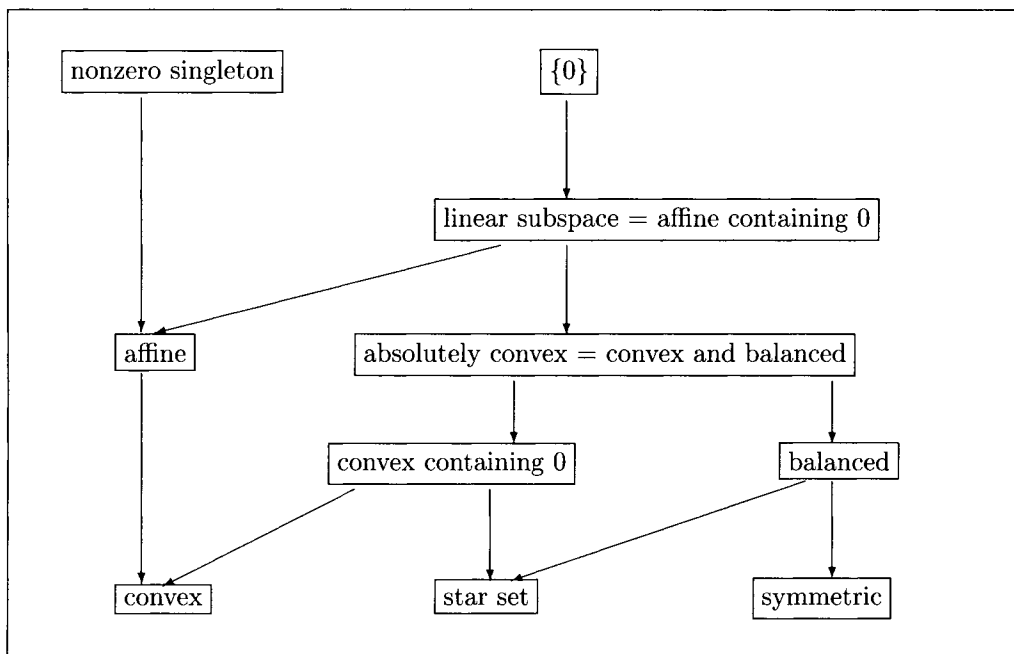 nonzero singleton
{0}
linear subspace = affine containing 0
affine
absolutely convex = convex and balanced
convex containing 0
balanced
convex
star set
symmetric